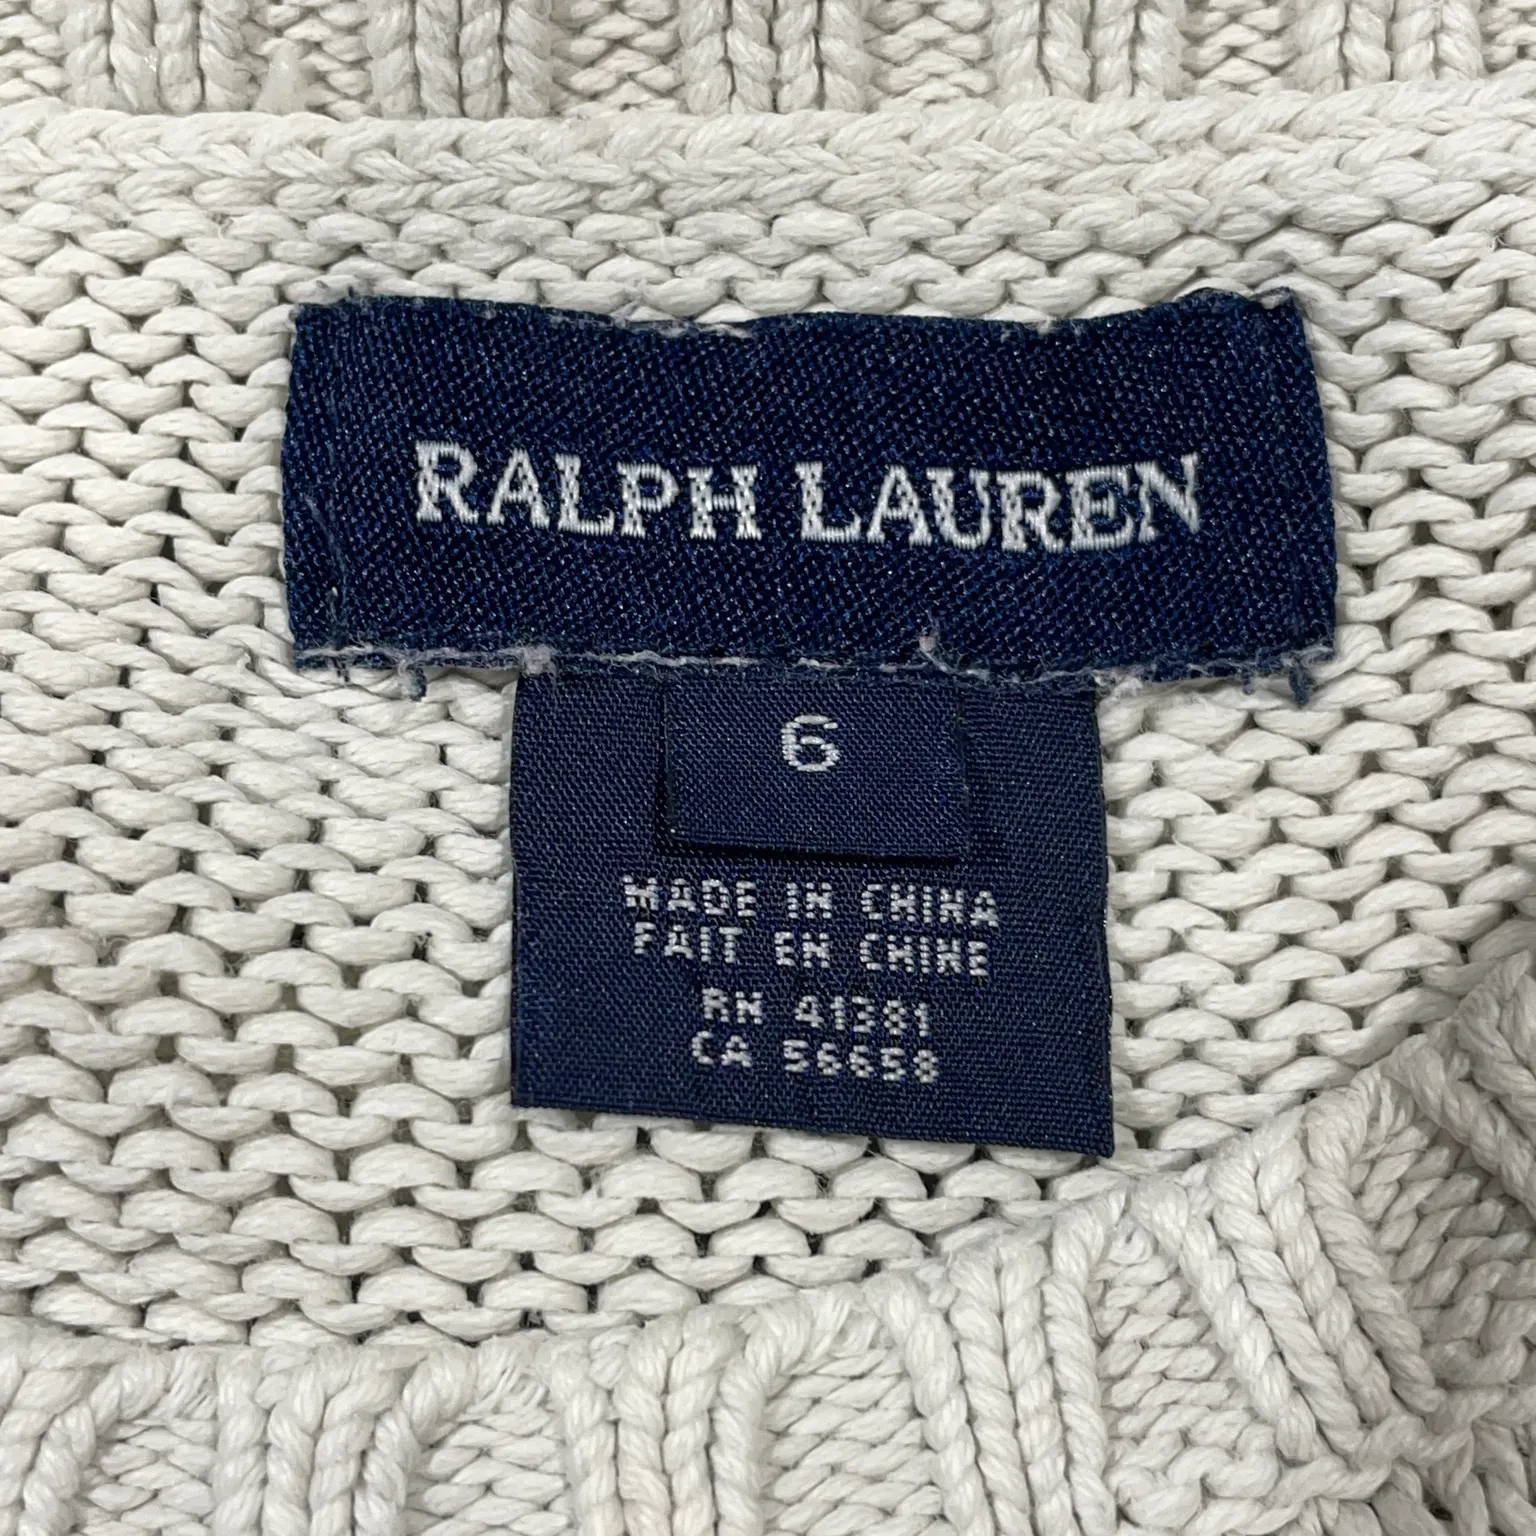 RALPH LAUREN
6
MADE IN CHINA
FAIT EN CHINE
RN 41381
CA 56658